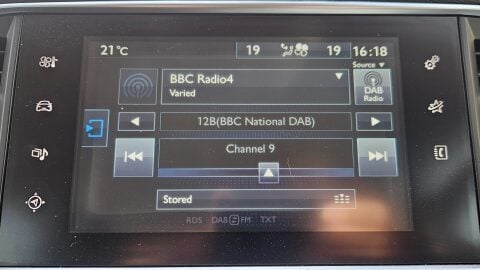 21°C 19 19 16:18
Source
BBC Radio4
Varied
DAB
Radio
12B(BBC National DAB)
Channel 9
Stored
RDS DAB FM TXT